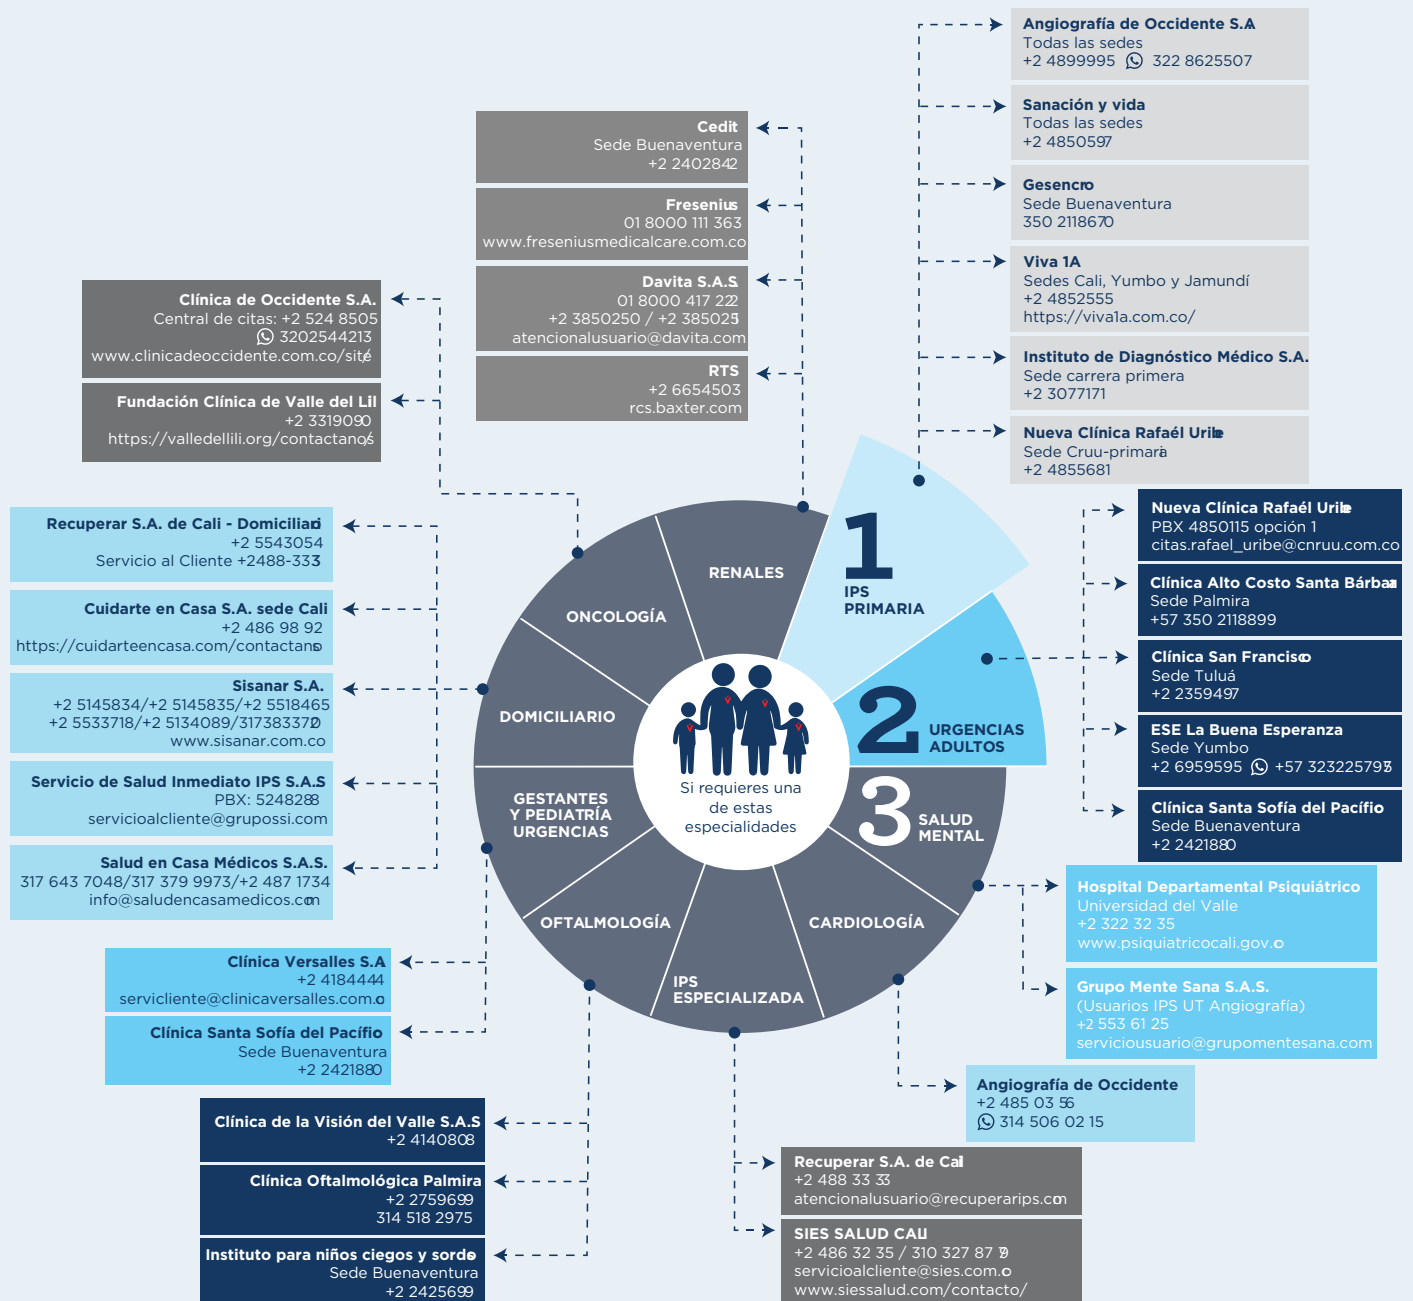 Angiografía de Occidente S.A.
Todas las sedes
+2 4899995 322 8625507
Sanación y vida
Todas las sedes
+2 4850597
Gesencro
Sede Buenaventura
350 2118670
Viva 1A
Sedes Cali, Yumbo y Jamundí
+2 4852555
https://viva1a.com.co/
Instituto de Diagnóstico Médico S.A.
Sede carrera primera
+2 3077171
Nueva Clínica Rafaél Uribe
Sede Cruu-primaria
+2 4855681
Cedit
Sede Buenaventura
+2 2402842
Fresenius
01 8000 111 363
www.freseniusmedicalcare.com.co
Davita S.A.S.
01 8000 417 222
+2 3850250 / +2 3850251
atencionalusuario@davita.com
RTS
+2 6654503
rcs.baxter.com
Clínica de Occidente S.A.
Central de citas: +2 524 8505
3202544213
www.clinicadeoccidente.com.co/site/
Fundación Clínica de Valle del Lili
+2 3319090
https://valledellili.org/contactanos/
Recuperar S.A. de Cali - Domiciliario
+2 5543054
Servicio al Cliente +2488-3333
Cuidarte en Casa S.A. sede Cali
+2 486 98 92
https://cuidarteencasa.com/contactanos
Sisanar S.A.
+2 5145834/+2 5145835/+2 5518465
+2 5533718/+2 5134089/3173833720
www.sisanar.com.co
Servicio de Salud Inmediato IPS S.A.S.
PBX: 5248288
servicioalcliente@grupossi.com
Salud en Casa Médicos S.A.S.
317 643 7048/317 379 9973/+2 487 1734
info@saludencasamedicos.com
Clínica Versalles S.A
+2 4184444
servicliente@clinicaversalles.com.co
Clínica Santa Sofía del Pacífio
Sede Buenaventura
+2 2421880
Clínica de la Visión del Valle S.A.S
+2 4140808
Clínica Oftalmológica Palmira
+2 2759699
314 518 2975
Instituto para niños ciegos y sordos
Sede Buenaventura
+2 2425699
RENALES
ONCOLOGÍA
DOMICILIARIO
GESTANTES
Y PEDIATRÍA
URGENCIAS
OFTALMOLOGÍA
IPS
ESPECIALIZADA
CARDIOLOGÍA
1
IPS
PRIMARIA
2
URGENCIAS
ADULTOS
3
SALUD
MENTAL
Si requieres una
de estas
especialidades
Nueva Clínica Rafaél Uribe
PBX 4850115 opción 1
citas.rafael_uribe@cnruu.com.co
Clínica Alto Costo Santa Bárbara
Sede Palmira
+57 350 2118899
Clínica San Francisco
Sede Tuluá
+2 2359497
ESE La Buena Esperanza
Sede Yumbo
+2 6959595 +57 3232257975
Clínica Santa Sofía del Pacífio
Sede Buenaventura
+2 2421880
Hospital Departamental Psiquiátrico
Universidad del Valle
+2 322 32 35
www.psiquiatricocali.gov.co
Grupo Mente Sana S.A.S.
(Usuarios IPS UT Angiografía)
+2 553 61 25
serviciousuario@grupomentesana.com
Angiografía de Occidente
+2 485 03 56
314 506 02 15
Recuperar S.A. de Cali
+2 488 33 33
atencionalusuario@recuperarips.com
SIES SALUD CALI
+2 486 32 35 / 310 327 87 79
servicioalcliente@sies.com.co
www.siessalud.com/contacto/